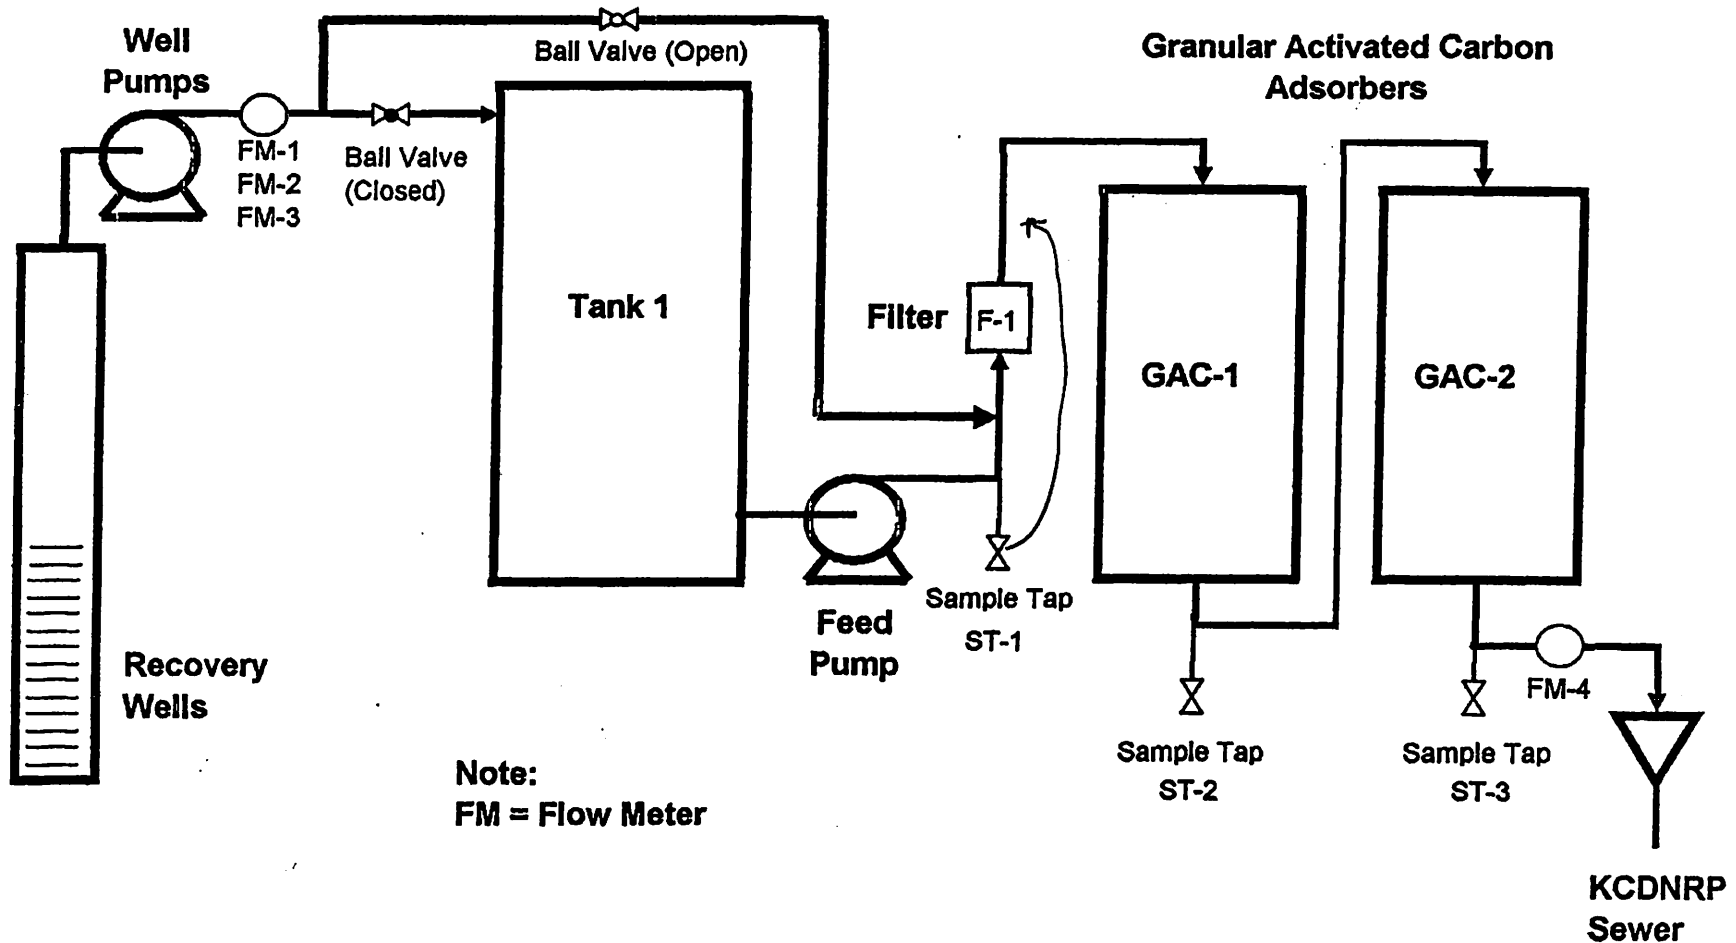 Well
Pumps
Ball Valve (Open)
Granular Activated Carbon
Adsorbers
FM-1
FM-2
FM-3
Ball Valve
(Closed)
Tank 1
Filter
F-1
GAC-1
GAC-2
Sample Tap
ST-1
Feed
Pump
Recovery
Wells
FM-4
Sample Tap
ST-2
Sample Tap
ST-3
Note:
FM = Flow Meter
KCDNRP
Sewer